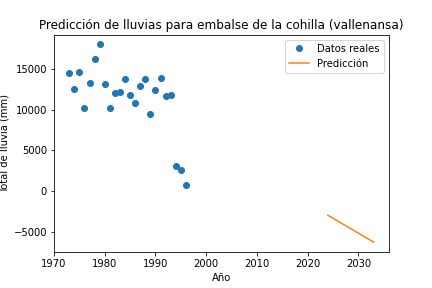 Predicción de lluvias para embalse de la cohilla (vallenansa)
Datos reales
Predicción
Total de lluvia (mm)
15000
10000
5000
0
−5000
1970 1980 1990 2000 2010 2020 2030
Año